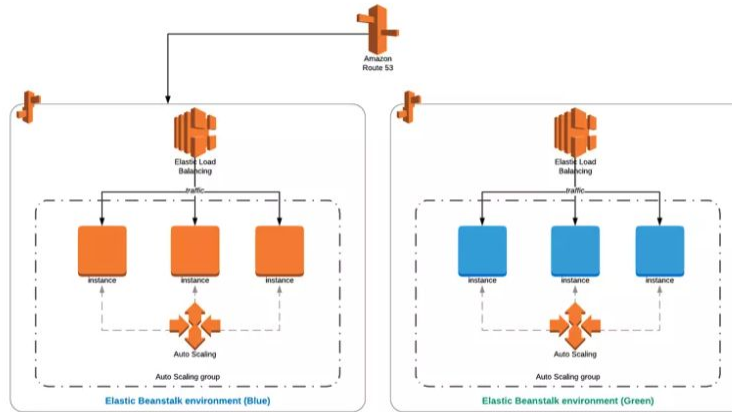 Amazon
Route 53
Elastic Load
Balancing
traffic
instance
instance
instance
Auto Scaling
Auto Scaling group
Elastic Beanstalk environment (Blue)
Elastic Load
Balancing
traffic
instance
instance
instance
Auto Scaling
Auto Scaling group
Elastic Beanstalk environment (Green)